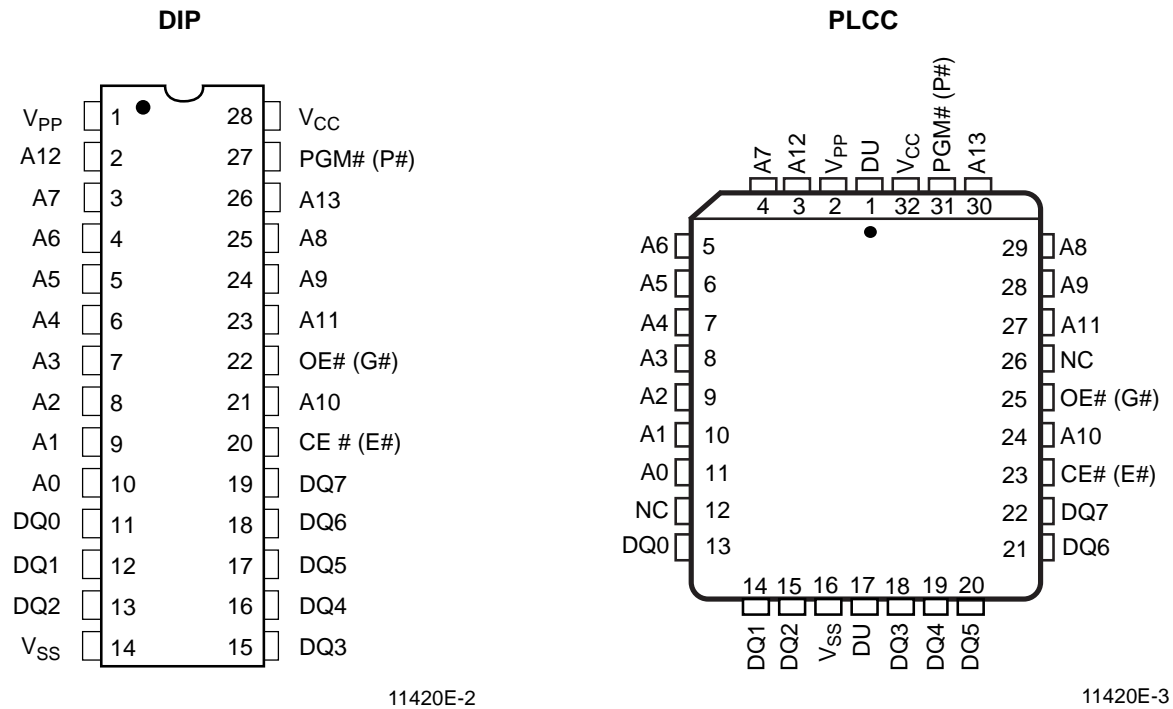 DIP
VPP 1 28 VCC
A12 2 27 PGM# (P#)
A7 3 26 A13
A6 4 25 A8
A5 5 24 A9
A4 6 23 A11
A3 7 22 OE# (G#)
A2 8 21 A10
A1 9 20 CE # (E#)
A0 10 19 DQ7
DQ0 11 18 DQ6
DQ1 12 17 DQ5
DQ2 13 16 DQ4
VSS 14 15 DQ3
11420E-2
PLCC
A7 A12 VPP DU VCC PGM# (P#) A13
4 3 2 1 32 31 30
A6 5 29 A8
A5 6 28 A9
A4 7 27 A11
A3 8 26 NC
A2 9 25 OE# (G#)
A1 10 24 A10
A0 11 23 CE# (E#)
NC 12 22 DQ7
DQ0 13 21 DQ6
14 15 16 17 18 19 20
DQ1 DQ2 VSS DU DQ3 DQ4 DQ5
11420E-3